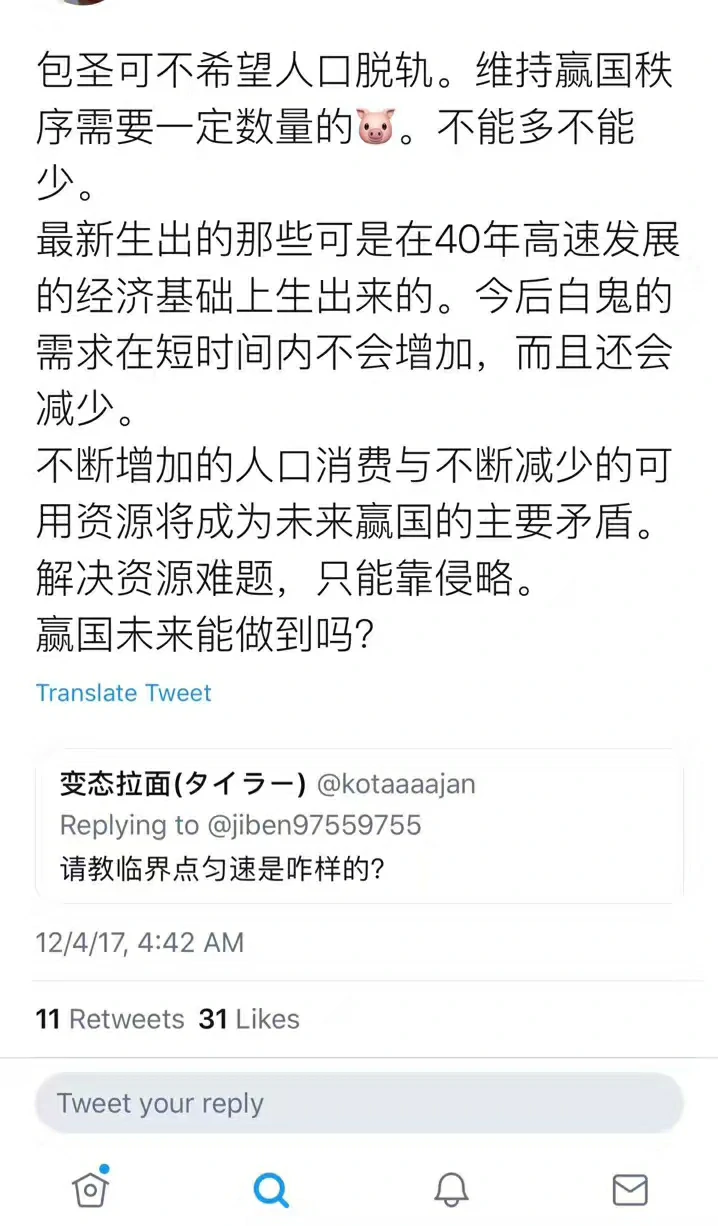 包圣可不希望人口脱轨。维持赢国秩
序需要一定数量的🐷。不能多不能
少。
最新生出的那些可是在40年高速发展
的经济基础上生出来的。今后白鬼的
需求在短时间内不会增加，而且还会
减少。
不断增加的人口消费与不断减少的可
用资源将成为未来赢国的主要矛盾。
解决资源难题，只能靠侵略。
赢国未来能做到吗？
Translate Tweet
变态拉面(タイラー) @kotaaaajan
Replying to @jiben97559755
请教临界点匀速是咋样的？
12/4/17, 4:42 AM
11 Retweets 31 Likes
Tweet your reply